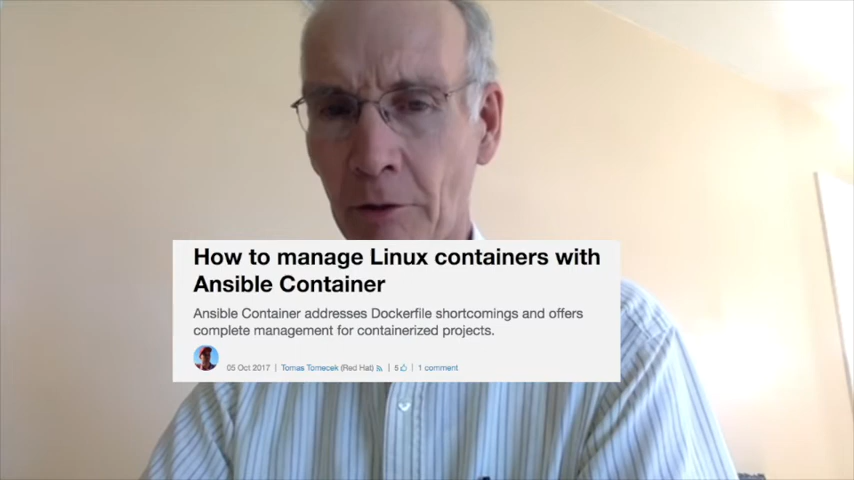 How to manage Linux containers with
Ansible Container
Ansible Container addresses Dockerfile shortcomings and offers
complete management for containerized projects.
05 Oct 2017 | Tomas Tomecek (Red Hat) | 5 | 1 comment